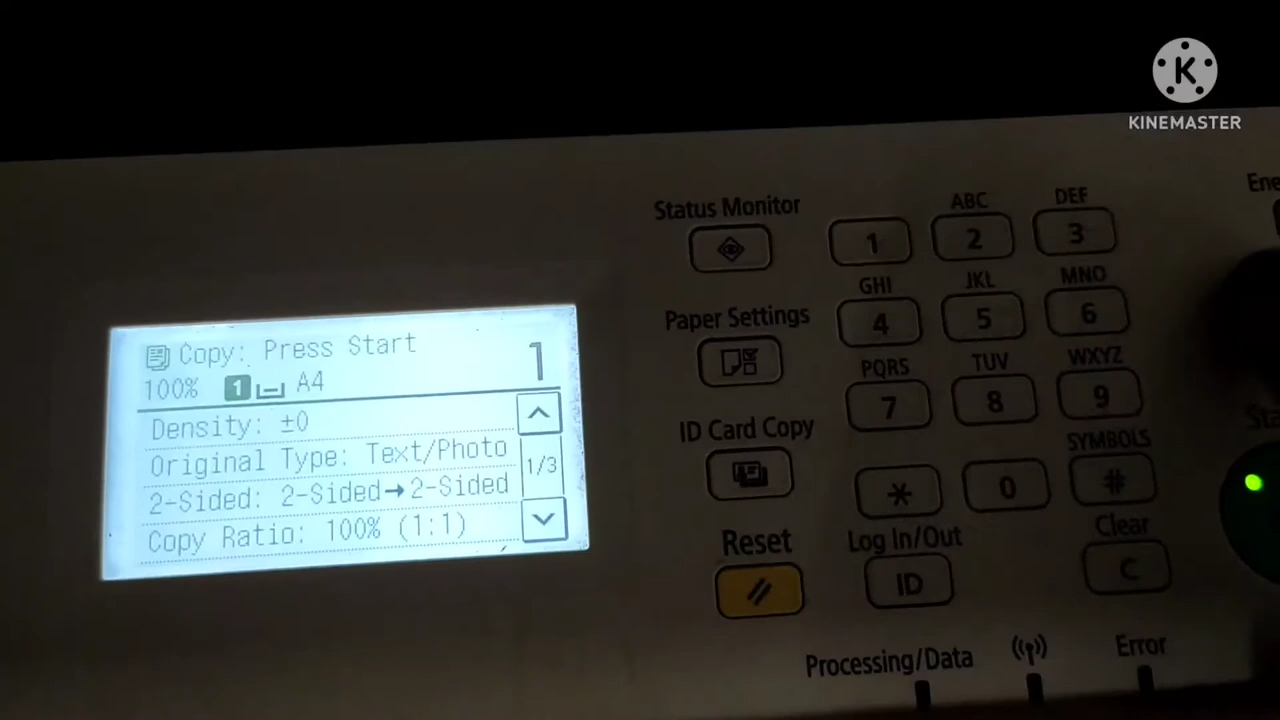 K
KINEMASTER
Copy: Press Start
1
100% 1 A4
Density: ±0
Original Type: Text/Photo
1/3
2-Sided: 2-Sided→2-Sided
Copy Ratio: 100% (1:1)
Status Monitor
Paper Settings
ID Card Copy
Reset
1
ABC
2
DEF
3
GHI
4
JKL
5
MNO
6
PQRS
7
TUV
8
WXYZ
9
*
0
SYMBOLS
#
Log In/Out
ID
Clear
C
Processing/Data
Error
Ene
Sta